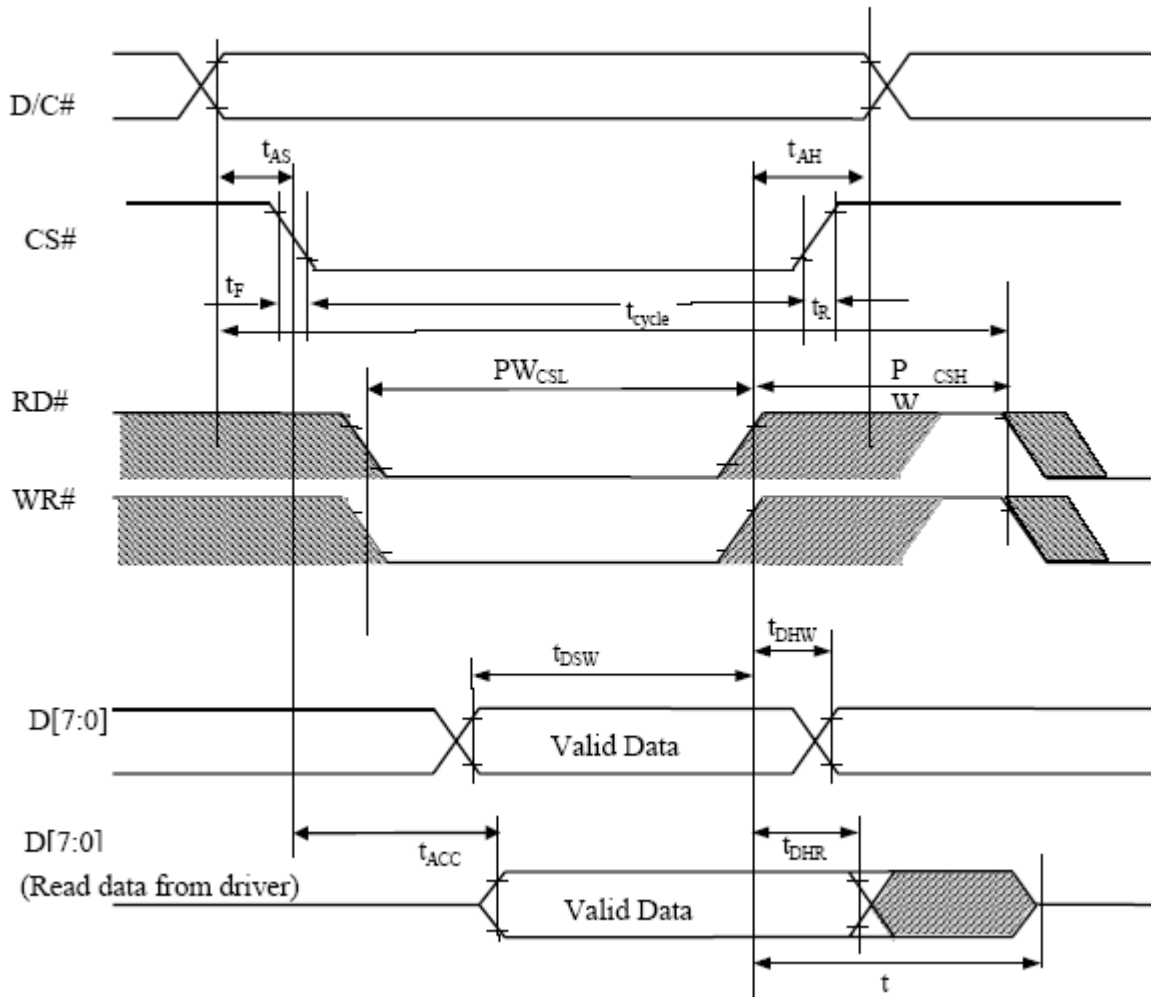 D/C#
tAS
tAH
CS#
tF
tcycle
tR
PWCSL
P CSH
W
RD#
WR#
tDHW
tDSW
D[7:0]
Valid Data
D[7:0]
tACC
tDHR
(Read data from driver)
Valid Data
t